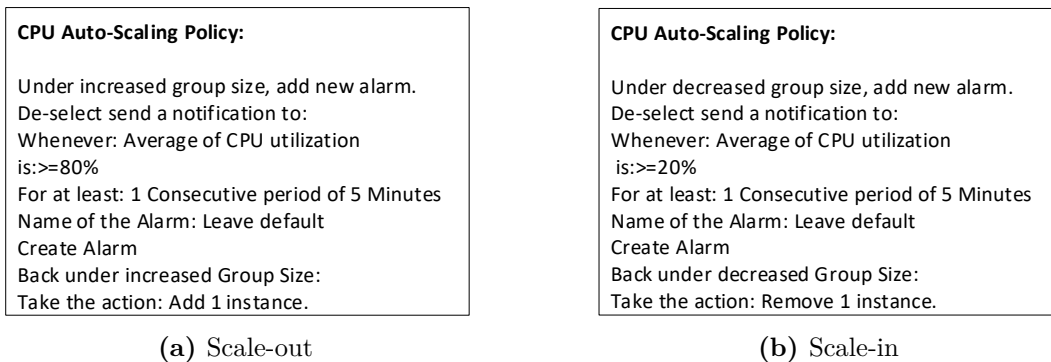 CPU Auto-Scaling Policy:
Under increased group size, add new alarm.
De-select send a notification to:
Whenever: Average of CPU utilization
is:>=80%
For at least: 1 Consecutive period of 5 Minutes
Name of the Alarm: Leave default
Create Alarm
Back under increased Group Size:
Take the action: Add 1 instance.
(a) Scale-out
CPU Auto-Scaling Policy:
Under decreased group size, add new alarm.
De-select send a notification to:
Whenever: Average of CPU utilization
is:>=20%
For at least: 1 Consecutive period of 5 Minutes
Name of the Alarm: Leave default
Create Alarm
Back under decreased Group Size:
Take the action: Remove 1 instance.
(b) Scale-in